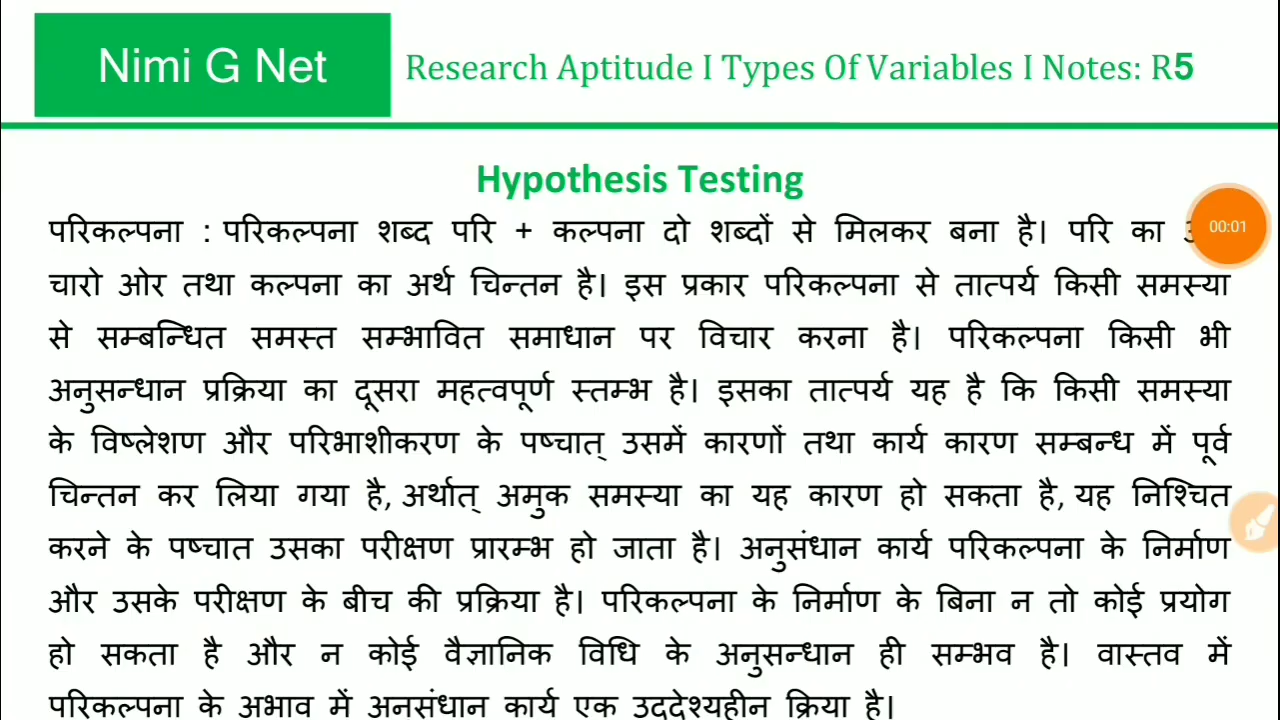 Nimi G Net
Research Aptitude I Types Of Variables I Notes: R5
Hypothesis Testing
परिकल्पना : परिकल्पना शब्द परि + कल्पना दो शब्दों से मिलकर बना है। परि का
00:01
चारो ओर तथा कल्पना का अर्थ चिन्तन है। इस प्रकार परिकल्पना से तात्पर्य किसी समस्या
से सम्बन्धित समस्त सम्भावित समाधान पर विचार करना है। परिकल्पना किसी भी
अनुसन्धान प्रक्रिया का दूसरा महत्वपूर्ण स्तम्भ है। इसका तात्पर्य यह है कि किसी समस्या
के विष्लेशण और परिभाशीकरण के पष्चात् उसमें कारणों तथा कार्य कारण सम्बन्ध में पूर्व
चिन्तन कर लिया गया है, अर्थात् अमुक समस्या का यह कारण हो सकता है, यह निश्चित
करने के पष्चात उसका परीक्षण प्रारम्भ हो जाता है। अनुसंधान कार्य परिकल्पना के निर्माण
और उसके परीक्षण के बीच की प्रक्रिया है। परिकल्पना के निर्माण के बिना न तो कोई प्रयोग
हो सकता है और न कोई वैज्ञानिक विधि के अनुसन्धान ही सम्भव है। वास्तव में
परिकल्पना के अभाव में अनुसंधान कार्य एक उद्देश्यहीन क्रिया है।